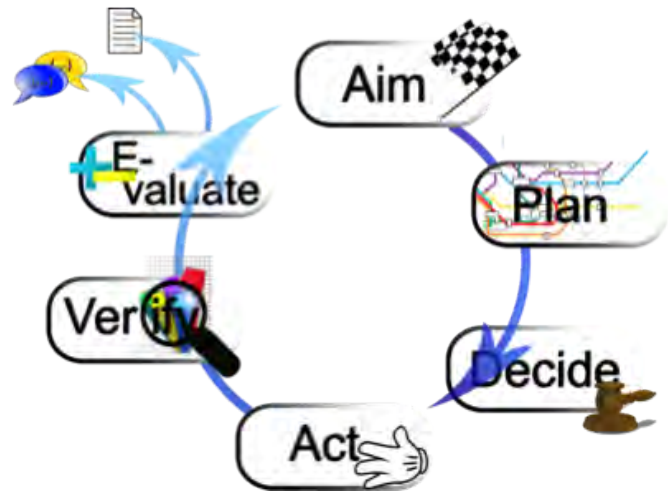 Aim
Plan
Decide
Act
Verify
E-
valuate